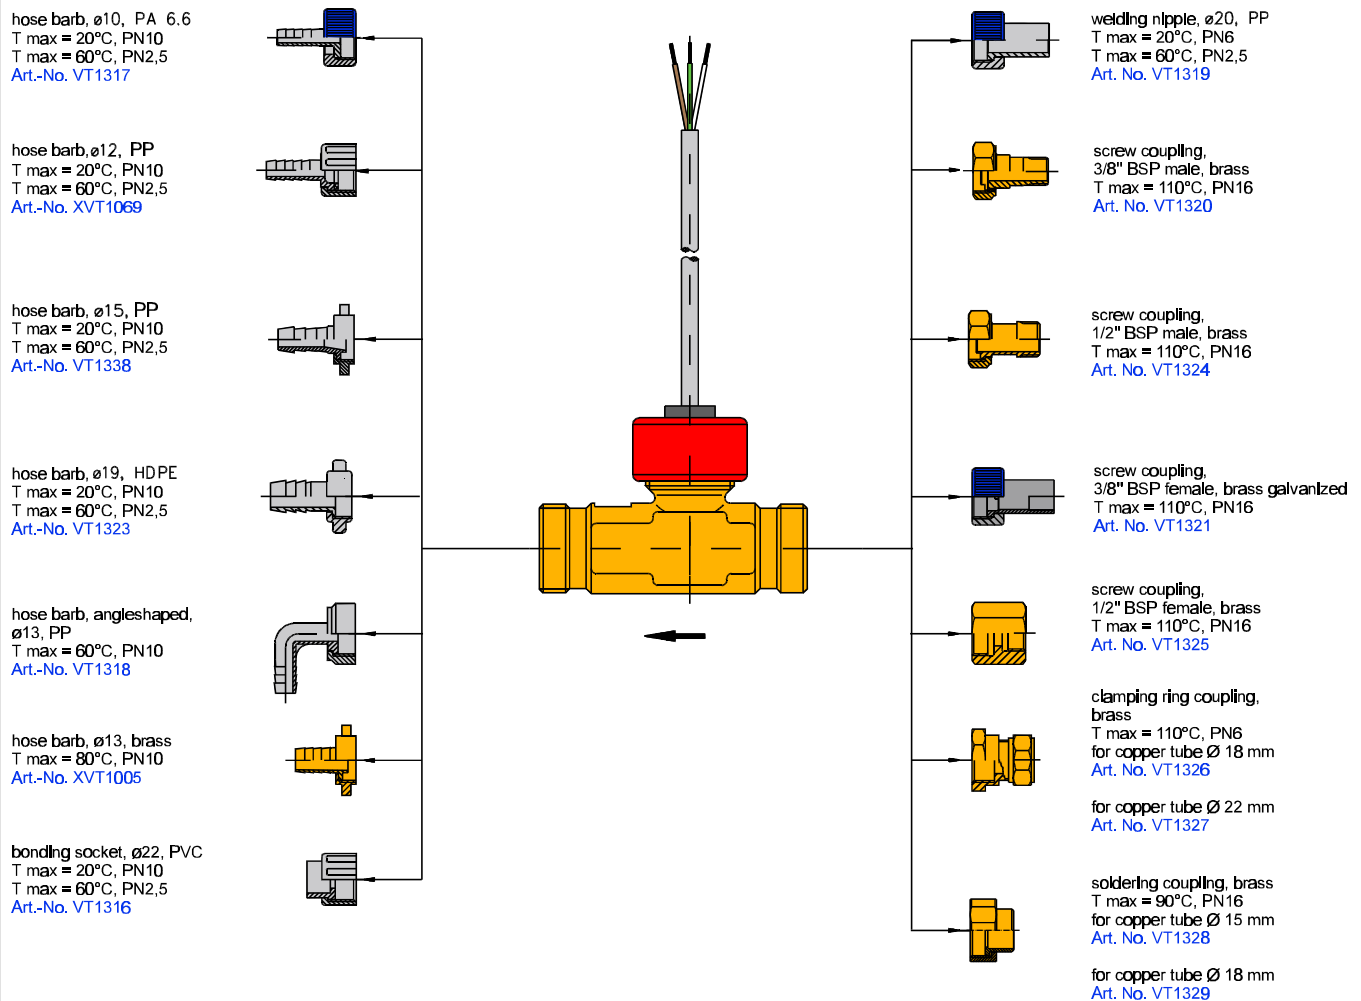 hose barb, ø10, PA 6.6
T max = 20°C, PN10
T max = 60°C, PN2,5
Art.-No. VT1317
hose barb, ø12, PP
T max = 20°C, PN10
T max = 60°C, PN2,5
Art.-No. XVT1069
hose barb, ø15, PP
T max = 20°C, PN10
T max = 60°C, PN2,5
Art.-No. VT1338
hose barb, ø19, HDPE
T max = 20°C, PN10
T max = 60°C, PN2,5
Art.-No. VT1323
hose barb, angleshaped,
ø13, PP
T max = 60°C, PN10
Art.-No. VT1318
hose barb, ø13, brass
T max = 80°C, PN10
Art.-No. XVT1005
bonding socket, ø22, PVC
T max = 20°C, PN10
T max = 60°C, PN2,5
Art.-No. VT1316
welding nipple, ø20, PP
T max = 20°C, PN6
T max = 60°C, PN2,5
Art. No. VT1319
screw coupling,
3/8" BSP male, brass
T max = 110°C, PN16
Art. No. VT1320
screw coupling,
1/2" BSP male, brass
T max = 110°C, PN16
Art. No. VT1324
screw coupling,
3/8" BSP female, brass galvanized
T max = 110°C, PN16
Art. No. VT1321
screw coupling,
1/2" BSP female, brass
T max = 110°C, PN16
Art. No. VT1325
clamping ring coupling,
brass
T max = 110°C, PN6
for copper tube Ø 18 mm
Art. No. VT1326
for copper tube Ø 22 mm
Art. No. VT1327
soldering coupling, brass
T max = 90°C, PN16
for copper tube Ø 15 mm
Art. No. VT1328
for copper tube Ø 18 mm
Art. No. VT1329